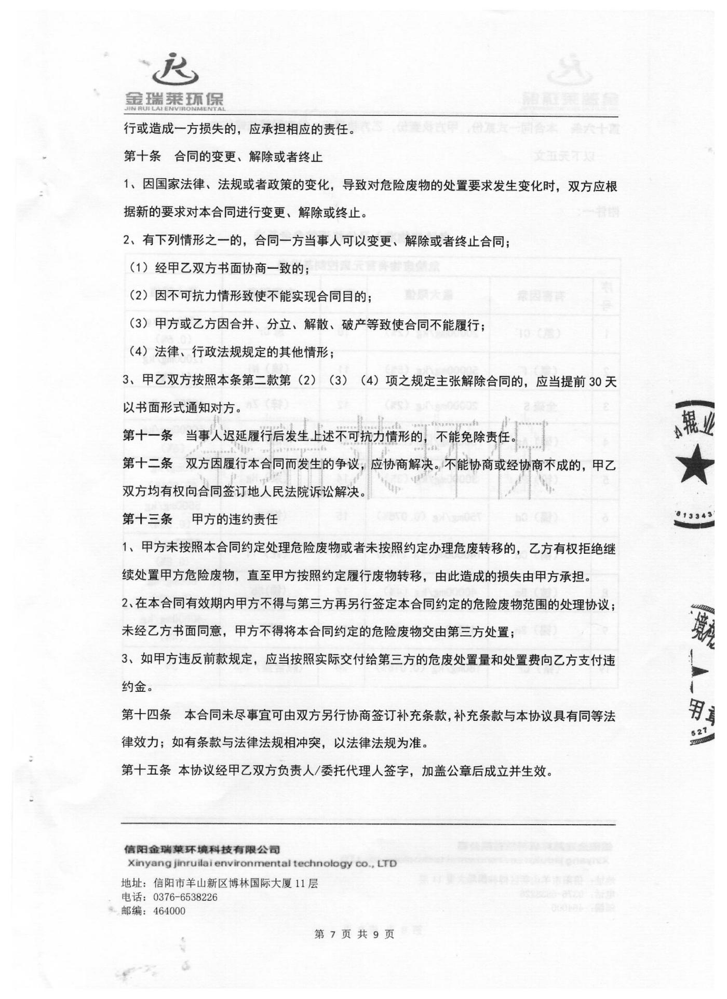 金瑞莱环保
JIN RUI LAI ENVIRONMENTAL
行或造成一方损失的，应承担相应的责任。
第十条　合同的变更、解除或者终止
1、因国家法律、法规或者政策的变化，导致对危险废物的处置要求发生变化时，双方应根
据新的要求对本合同进行变更、解除或终止。
2、有下列情形之一的，合同一方当事人可以变更、解除或者终止合同；
（1）经甲乙双方书面协商一致的；
（2）因不可抗力情形致使不能实现合同目的；
（3）甲方或乙方因合并、分立、解散、破产等致使合同不能履行；
（4）法律、行政法规规定的其他情形；
3、甲乙双方按照本条第二款第（2）（3）（4）项之规定主张解除合同的，应当提前30天
以书面形式通知对方。
第十一条　当事人迟延履行后发生上述不可抗力情形的，不能免除责任。
第十二条　双方因履行本合同而发生的争议，应协商解决。不能协商或经协商不成的，甲乙
双方均有权向合同签订地人民法院诉讼解决。
第十三条　甲方的违约责任
1、甲方未按照本合同约定处理危险废物或者未按照约定办理危废转移的，乙方有权拒绝继
续处置甲方危险废物，直至甲方按照约定履行废物转移，由此造成的损失由甲方承担。
2、在本合同有效期内甲方不得与第三方再另行签定本合同约定的危险废物范围的处理协议；
未经乙方书面同意，甲方不得将本合同约定的危险废物交由第三方处置；
3、如甲方违反前款规定，应当按照实际交付给第三方的危废处置量和处置费向乙方支付违
约金。
第十四条　本合同未尽事宜可由双方另行协商签订补充条款,补充条款与本协议具有同等法
律效力；如有条款与法律法规相冲突，以法律法规为准。
第十五条 本协议经甲乙双方负责人/委托代理人签字，加盖公章后成立并生效。
辊业
813343
境科
用章
527
信阳金瑞莱环境科技有限公司
Xinyang jinruilai environmental technology co., LTD
地址：信阳市羊山新区博林国际大厦11层
电话：0376-6538226
邮编：464000
第 7 页 共 9 页